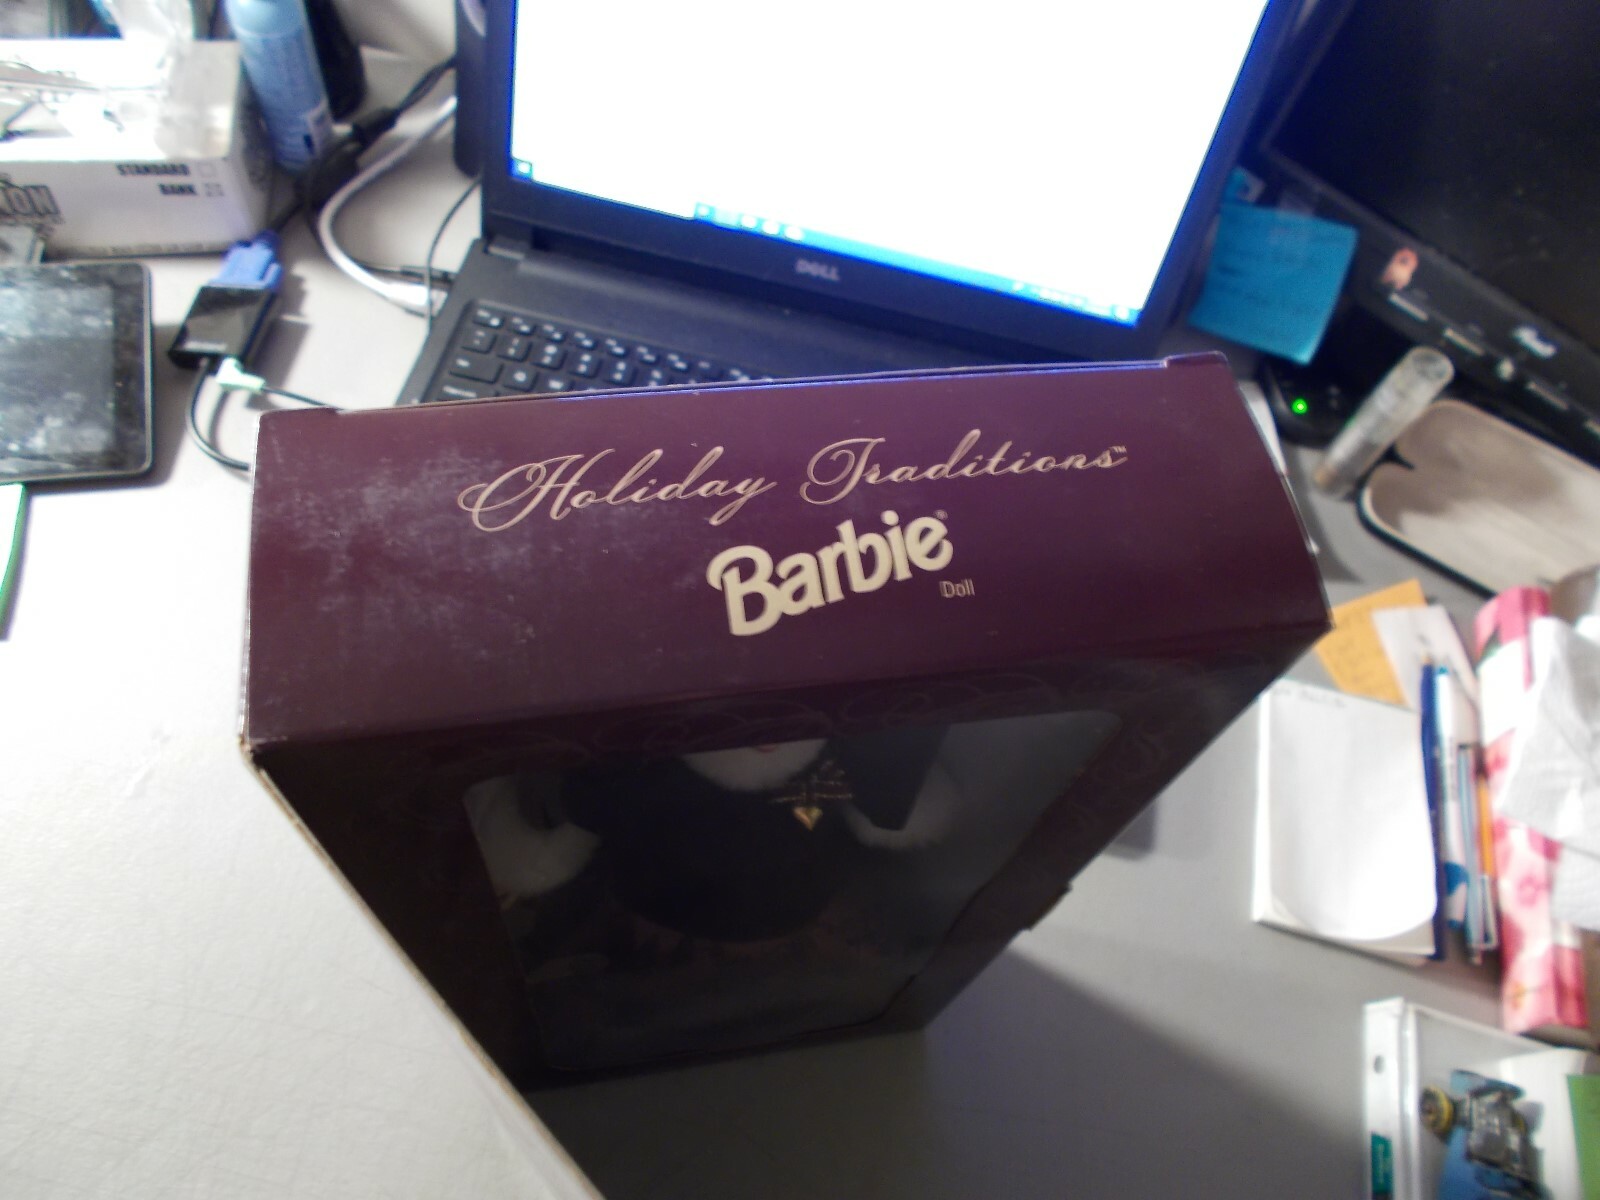 STANDARD
BANK
DELL
Holiday Traditions™
Barbie®
Doll